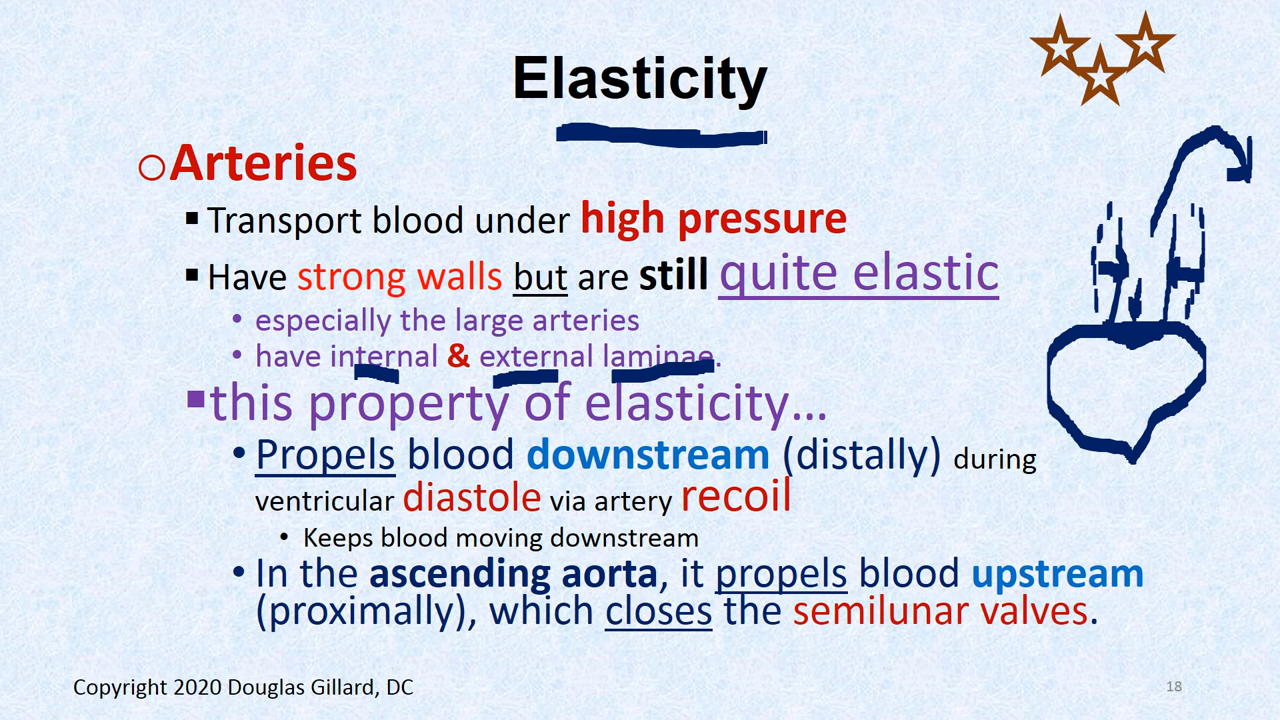 Elasticity
Arteries
Transport blood under high pressure
Have strong walls but are still quite elastic
especially the large arteries
have internal & external laminae.
this property of elasticity…
Propels blood downstream (distally) during
ventricular diastole via artery recoil
Keeps blood moving downstream
In the ascending aorta, it propels blood upstream
(proximally), which closes the semilunar valves.
Copyright 2020 Douglas Gillard, DC
18